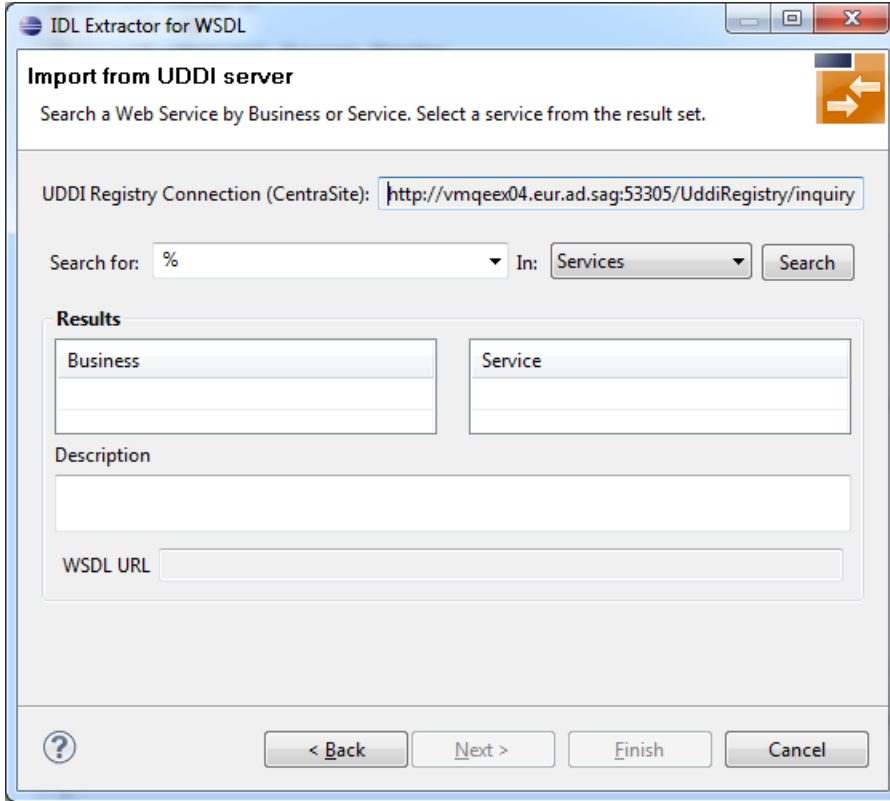 IDL Extractor for WSDL
Import from UDDI server
Search a Web Service by Business or Service. Select a service from the result set.
UDDI Registry Connection (CentraSite): http://vmqeex04.eur.ad.sag:53305/UddiRegistry/inquiry
Search for: % In: Services Search
Results
Business Service
Description
WSDL URL
? < Back Next > Finish Cancel